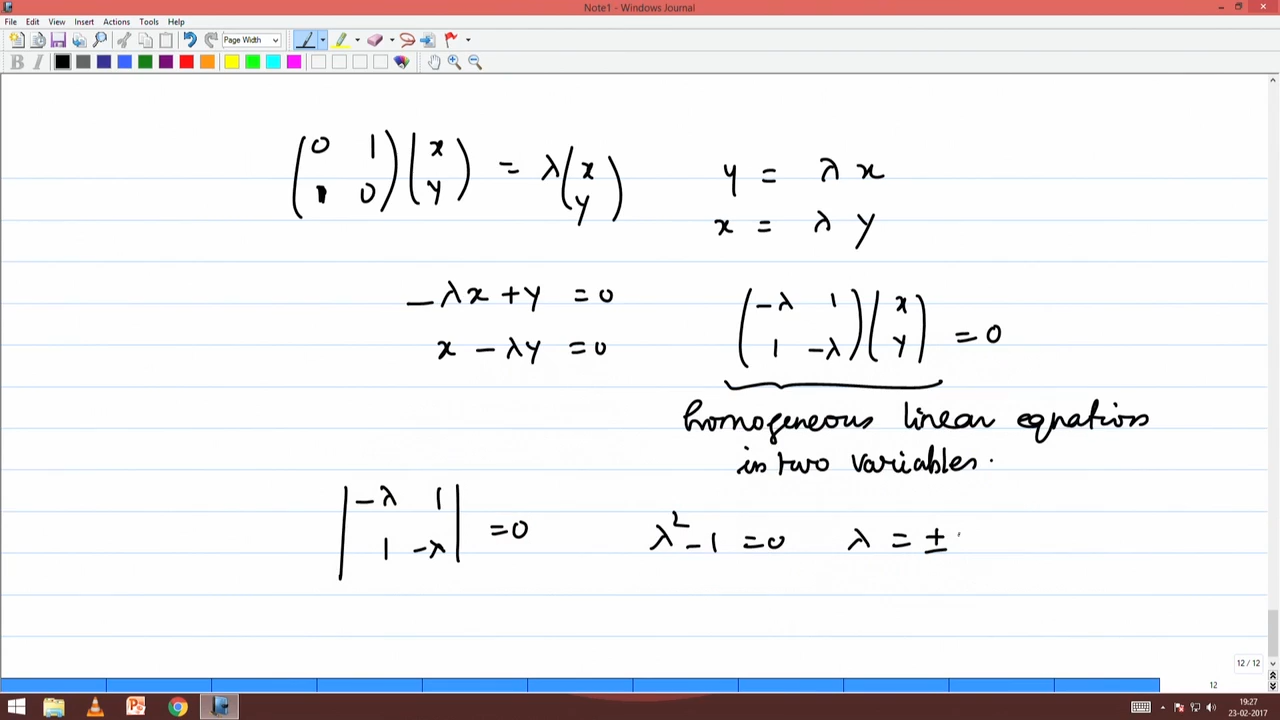 Note1 - Windows Journal
File Edit View Insert Actions Tools Help
Page Width
B I
(0 1 1 0)(x y) = λ(x y) y = λ x
x = λ y
-λx + y = 0 (-λ 1 1 -λ)(x y) = 0
x - λy = 0
homogeneous linear equations
in two variables.
|-λ 1 1 -λ| = 0 λ² - 1 = 0 λ = ±
12 / 12
12
19:27
23-02-2017